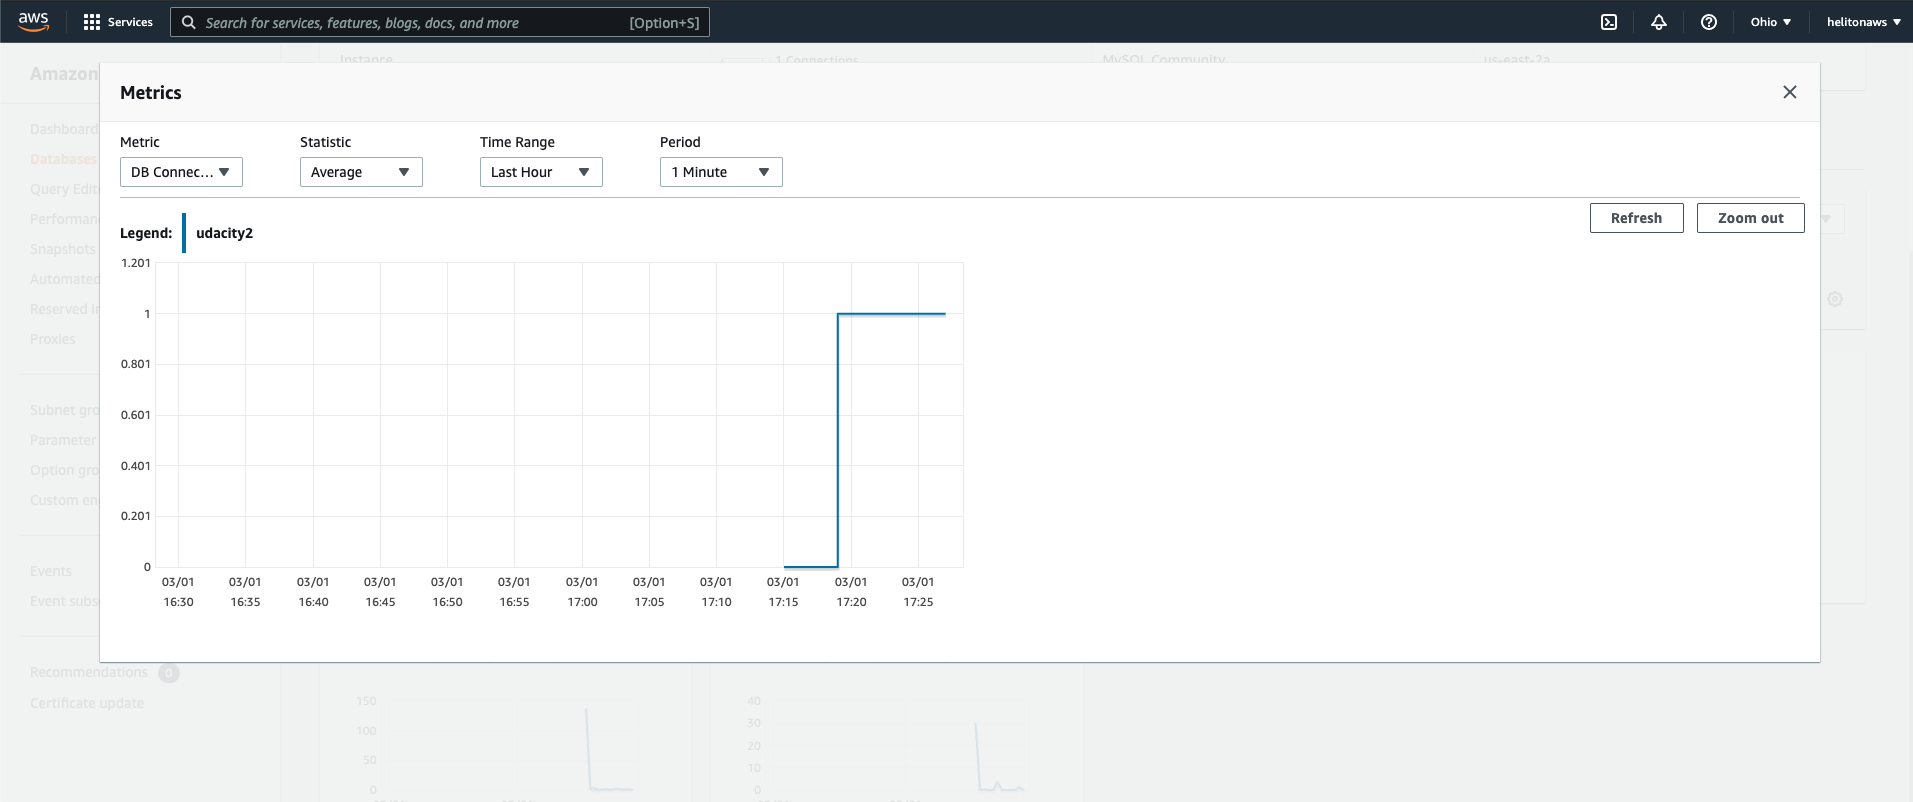 aws Services Search for services, features, blogs, docs, and more [Option+S] Ohio helitonaws
Instance 1 Connections MySQL Community us-east-2a
Amazon
Metrics
Dashboard
Databases
Query Edit
Performan
Snapshots
Automated
Reserved In
Proxies
Subnet gro
Parameter
Option gro
Custom en
Events
Event subs
Recommendations 0
Certificate update
Metric Statistic Time Range Period
DB Connec... Average Last Hour 1 Minute
Refresh Zoom out
Legend: udacity2
1.201
1
0.801
0.601
0.401
0.201
0
03/01 03/01 03/01 03/01 03/01 03/01 03/01 03/01 03/01 03/01 03/01 03/01
16:30 16:35 16:40 16:45 16:50 16:55 17:00 17:05 17:10 17:15 17:20 17:25
150
100
50
0
40
30
20
10
0